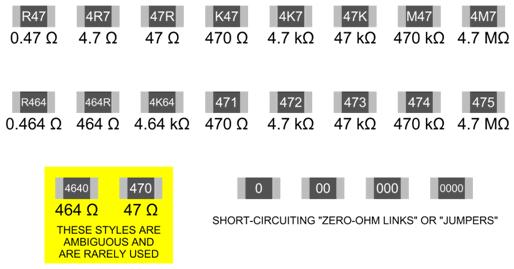 R47 4R7 47R K47 4K7 47K M47 4M7
0.47 Ω 4.7 Ω 47 Ω 470 Ω 4.7 kΩ 47 kΩ 470 kΩ 4.7 MΩ
R464 464R 4K64 471 472 473 474 475
0.464 Ω 464 Ω 4.64 kΩ 470 Ω 4.7 kΩ 47 kΩ 470 kΩ 4.7 MΩ
4640 470
464 Ω 47 Ω
THESE STYLES ARE
AMBIGUOUS AND
ARE RARELY USED
0 00 000 0000
SHORT-CIRCUITING "ZERO-OHM LINKS" OR "JUMPERS"